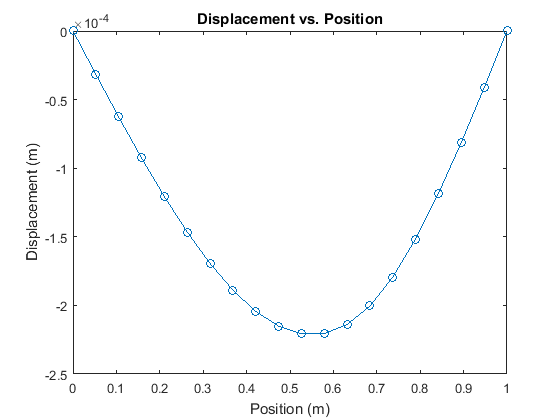 Displacement vs. Position
×10-4
0
-0.5
-1
-1.5
-2
-2.5
Displacement (m)
0 0.1 0.2 0.3 0.4 0.5 0.6 0.7 0.8 0.9 1
Position (m)